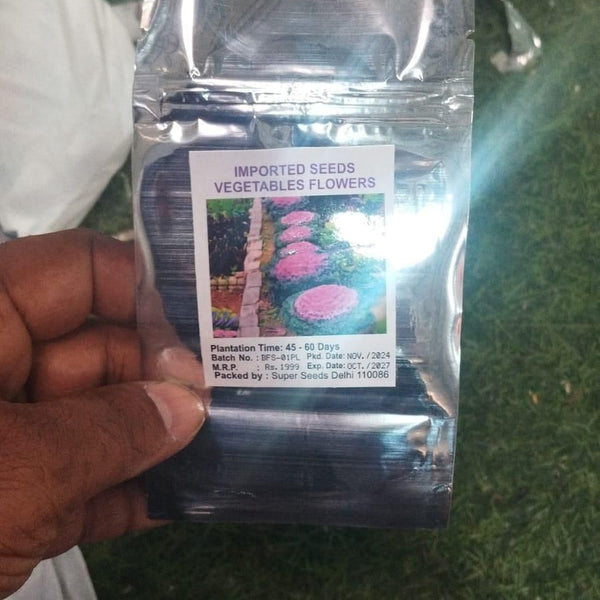 IMPORTED SEEDS
VEGETABLES FLOWERS
Plantation Time: 45 - 60 Days
Batch No. : BFS-01PL Pkd. Date: NOV. / 2024
M.R.P. : Rs. 1999 Exp. Date: OCT. / 2027
Packed by : Super Seeds Delhi 110086